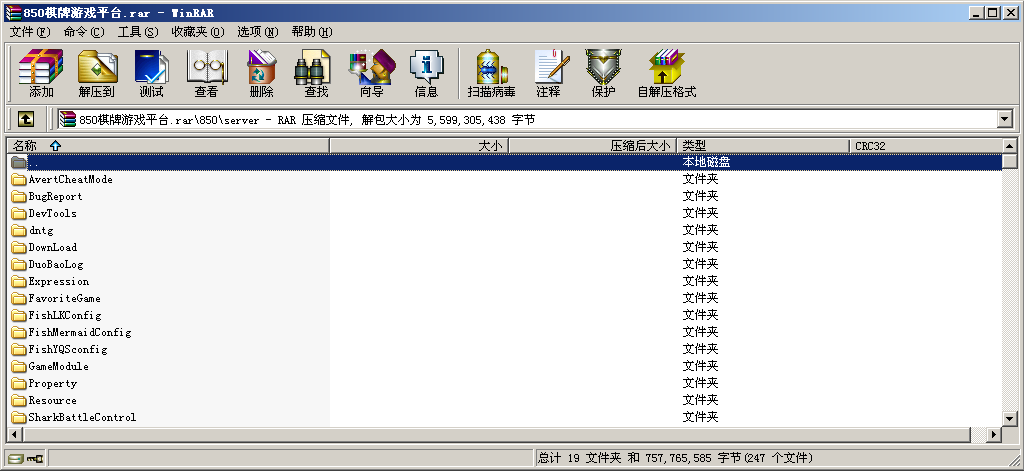 850棋牌游戏平台.rar - WinRAR
文件(F) 命令(C) 工具(S) 收藏夹(O) 选项(N) 帮助(H)
添加 解压到 测试 查看 删除 查找 向导 信息 扫描病毒 注释 保护 自解压格式
850棋牌游戏平台.rar\850\server - RAR 压缩文件, 解包大小为 5,599,305,438 字节
名称 大小 压缩后大小 类型 CRC32
.. 本地磁盘
AvertCheatMode 文件夹
BugReport 文件夹
DevTools 文件夹
dntg 文件夹
DownLoad 文件夹
DuoBaoLog 文件夹
Expression 文件夹
FavoriteGame 文件夹
FishLKConfig 文件夹
FishMermaidConfig 文件夹
FishYQSconfig 文件夹
GameModule 文件夹
Property 文件夹
Resource 文件夹
SharkBattleControl 文件夹
总计 19 文件夹 和 757,765,585 字节(247 个文件)